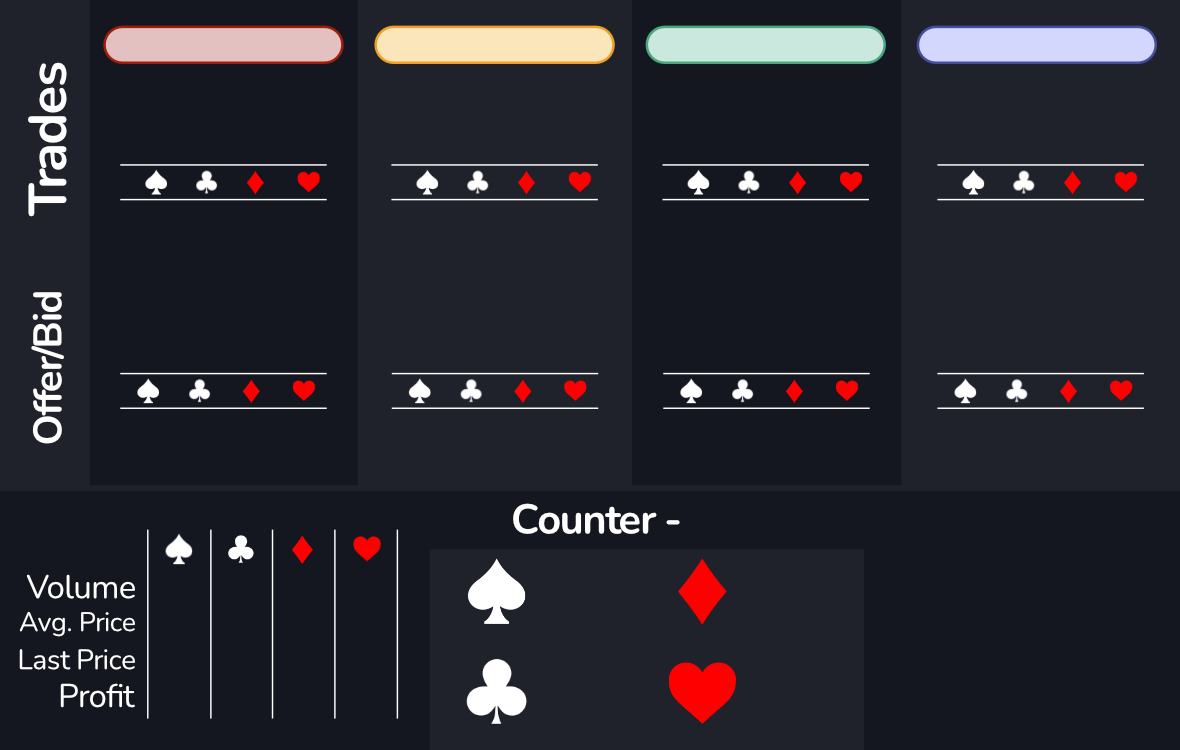 Trades
Offer/Bid
Counter -
Volume
Avg. Price
Last Price
Profit